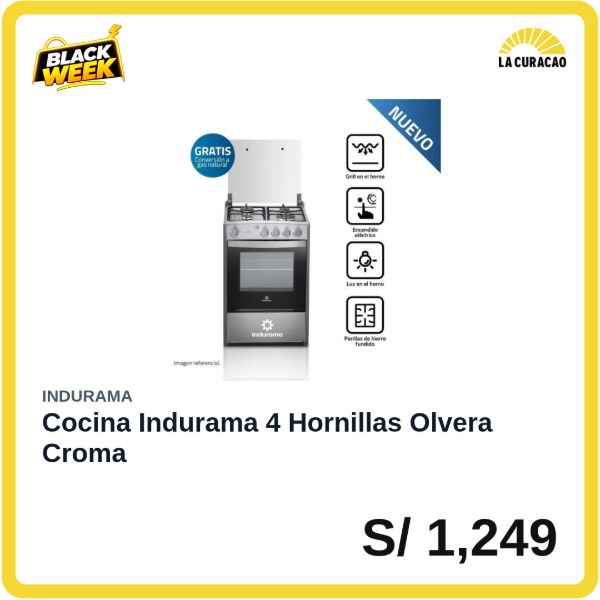 BLACK
WEEK
LA CURACAO
NUEVO
GRATIS
Conversión a
gas natural
Grill en el horno
Encendido
eléctrico
Luz en el horno
Parillas de hierro
fundido
indurama
Imagen referencial.
INDURAMA
Cocina Indurama 4 Hornillas Olvera
Croma
S/ 1,249